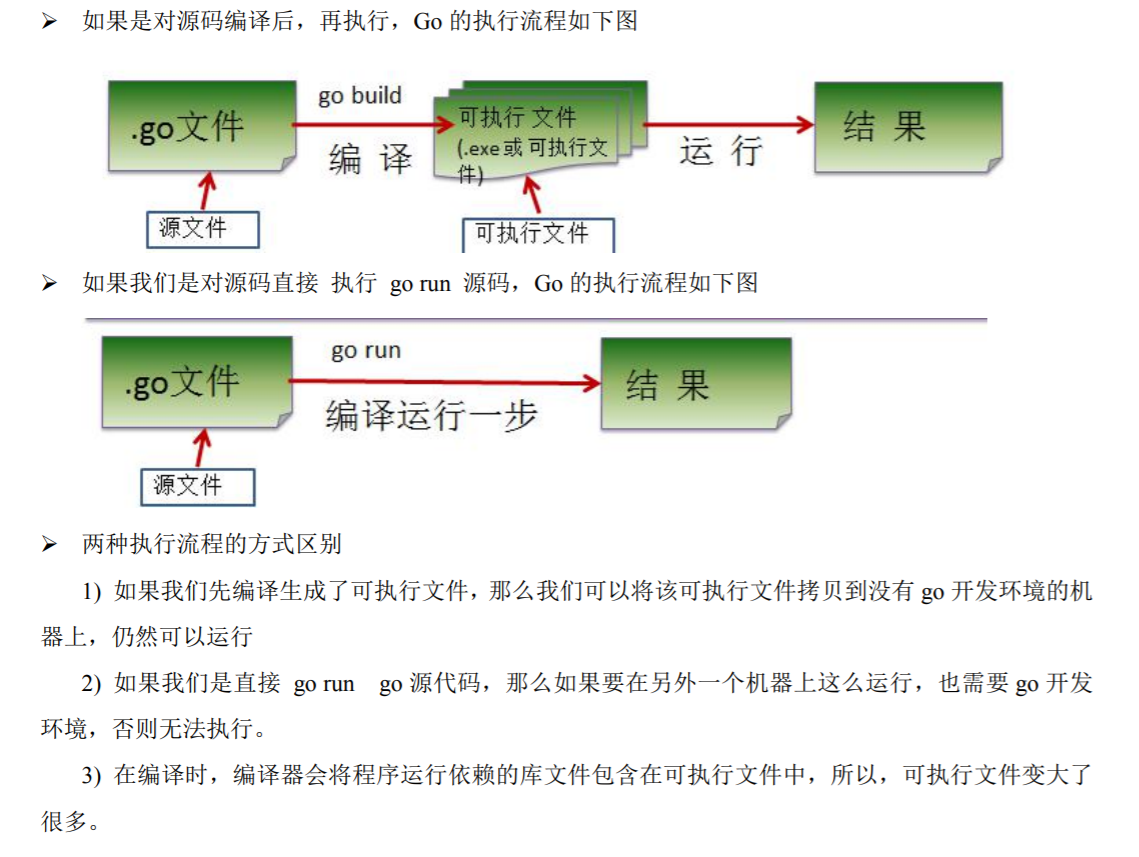 ➢ 如果是对源码编译后，再执行，Go 的执行流程如下图
.go文件
go build
编 译
可执行 文件
(.exe或 可执行文
件)
运 行
结 果
源文件
可执行文件
➢ 如果我们是对源码直接 执行 go run 源码，Go 的执行流程如下图
.go文件
go run
编译运行一步
结 果
源文件
➢ 两种执行流程的方式区别
1) 如果我们先编译生成了可执行文件，那么我们可以将该可执行文件拷贝到没有 go 开发环境的机
器上，仍然可以运行
2) 如果我们是直接 go run go 源代码，那么如果要在另外一个机器上这么运行，也需要 go 开发
环境，否则无法执行。
3) 在编译时，编译器会将程序运行依赖的库文件包含在可执行文件中，所以，可执行文件变大了
很多。